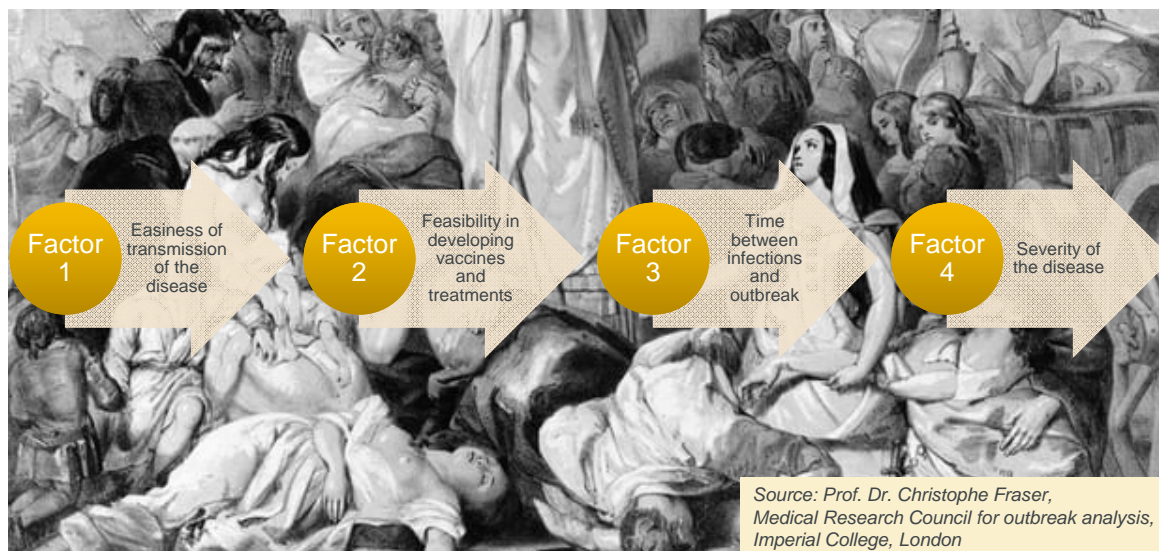 Factor
1
Easiness of
transmission
of the
disease
Factor
2
Feasibility in
developing
vaccines
and
treatments
Factor
3
Time
between
infections
and
outbreak
Factor
4
Severity of
the disease
Source: Prof. Dr. Christophe Fraser,
Medical Research Council for outbreak analysis,
Imperial College, London